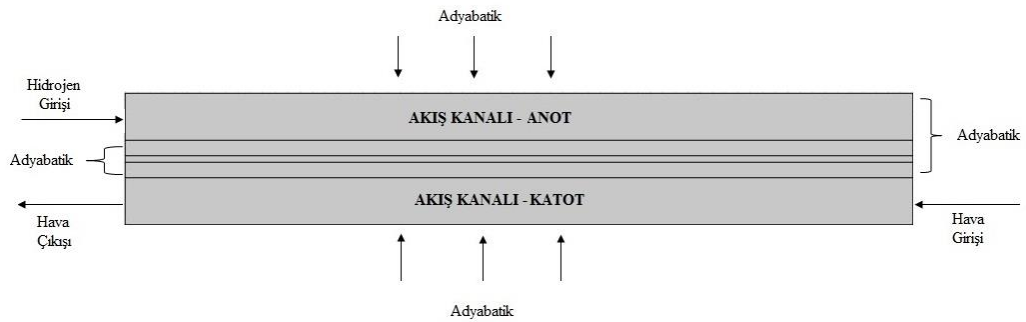 Adyabatik
Hidrojen
Girişi
AKIŞ KANALI - ANOT
Adyabatik
Adyabatik
AKIŞ KANALI - KATOT
Hava
Çıkışı
Hava
Girişi
Adyabatik